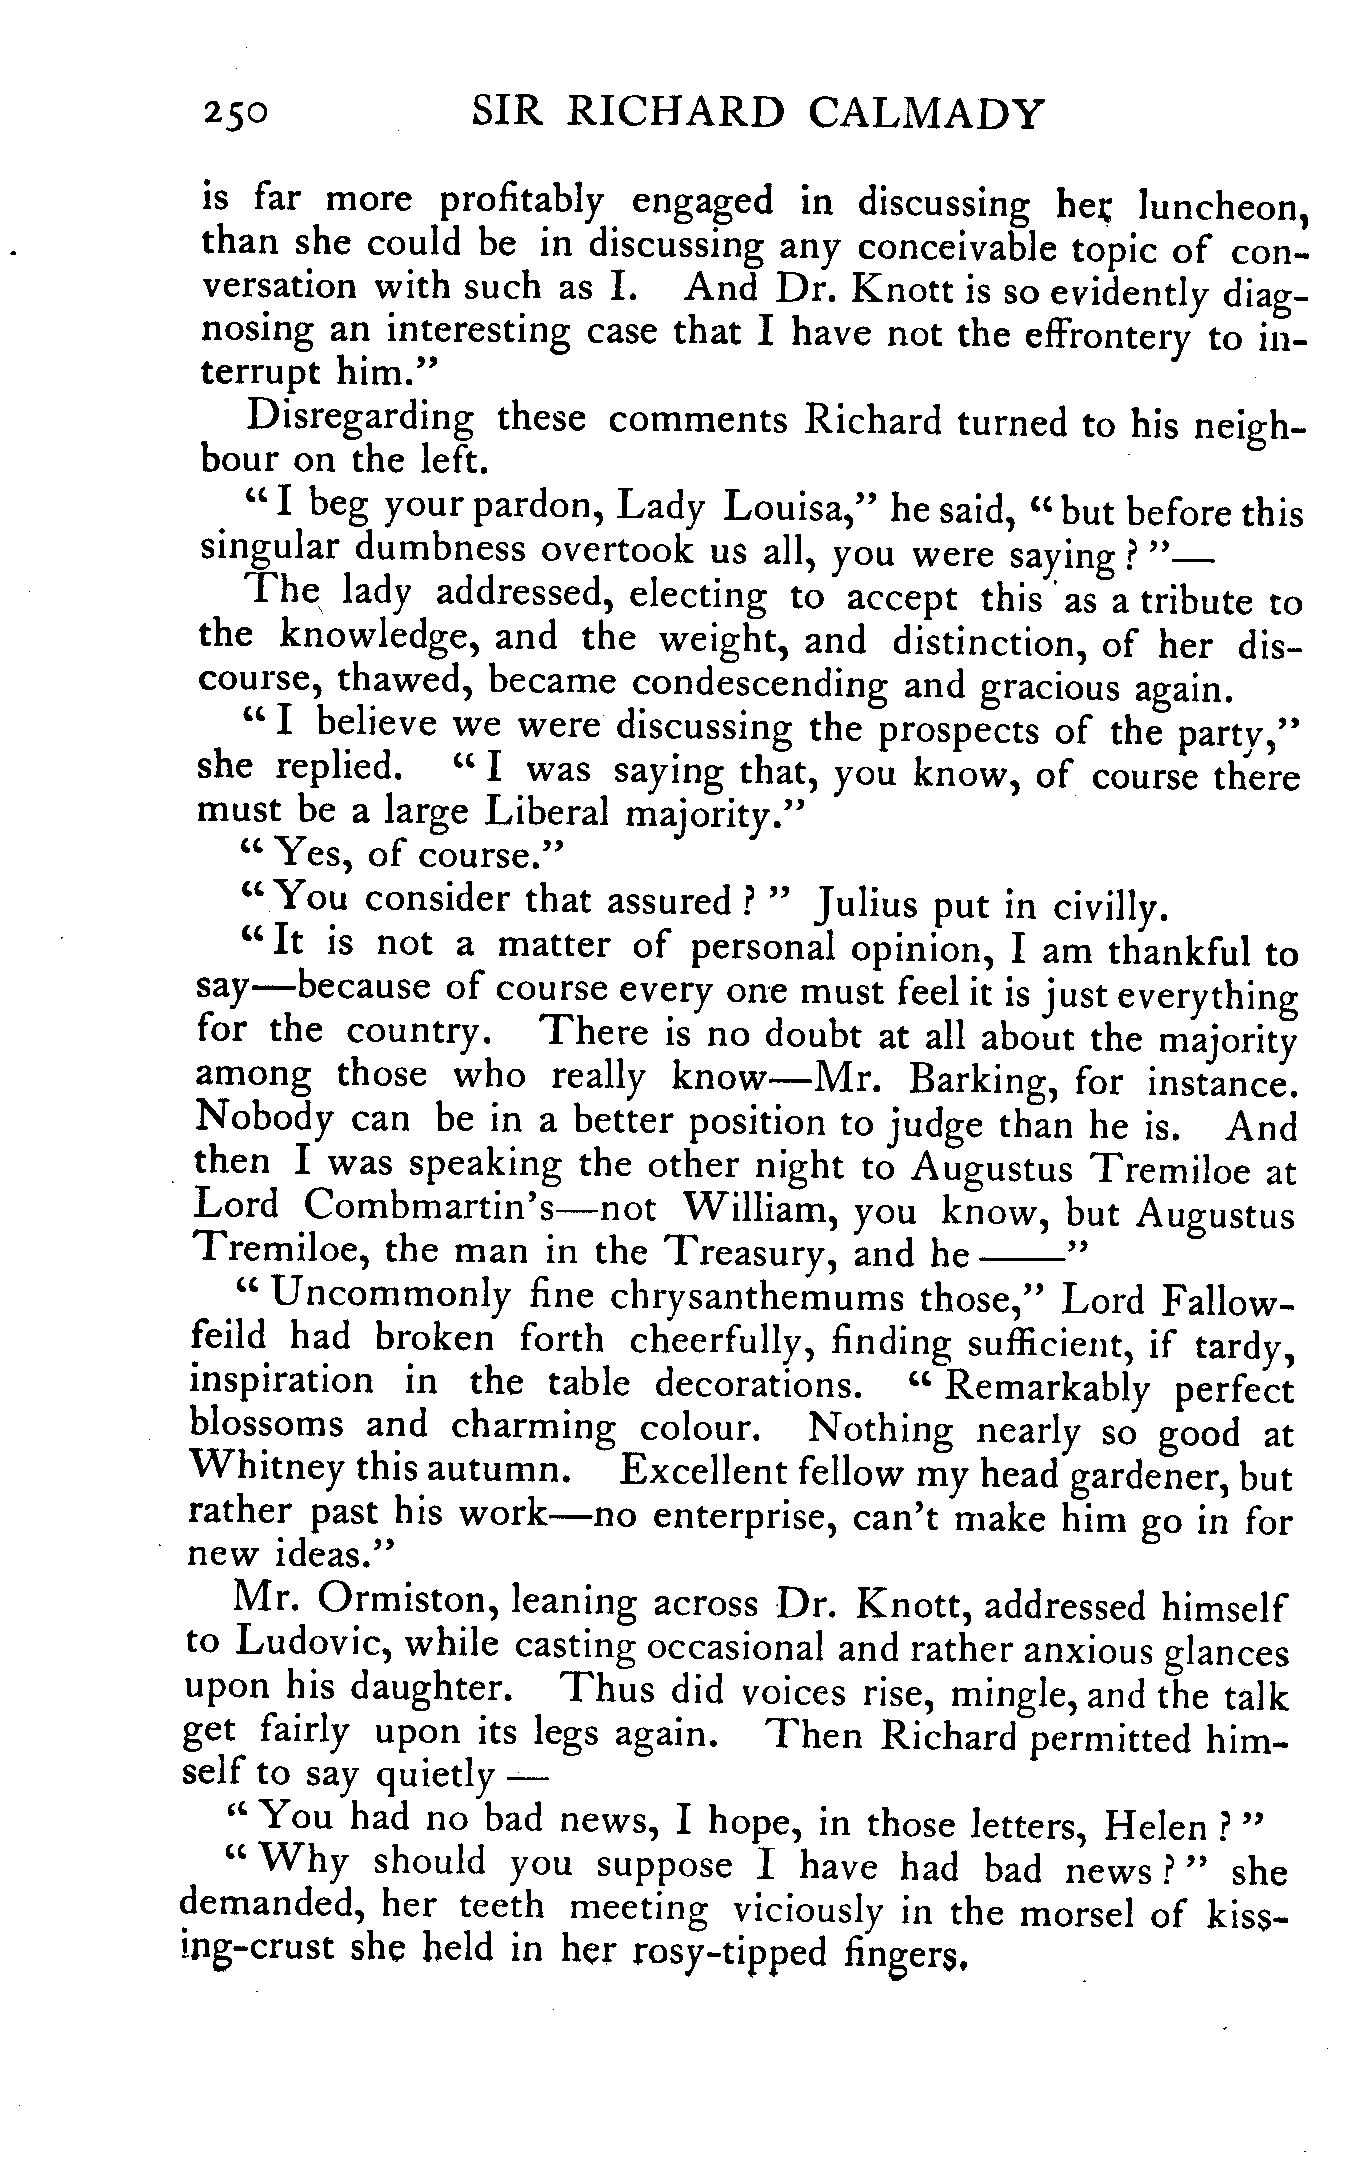 250 SIR RICHARD CALMADY
is far more profitably engaged in discussing her luncheon,
than she could be in discussing any conceivable topic of con-
versation with such as I. And Dr. Knott is so evidently diag-
nosing an interesting case that I have not the effrontery to in-
terrupt him."
Disregarding these comments Richard turned to his neigh-
bour on the left.
"I beg your pardon, Lady Louisa," he said, "but before this
singular dumbness overtook us all, you were saying?"—
The lady addressed, electing to accept this as a tribute to
the knowledge, and the weight, and distinction, of her dis-
course, thawed, became condescending and gracious again.
"I believe we were discussing the prospects of the party,"
she replied. "I was saying that, you know, of course there
must be a large Liberal majority."
"Yes, of course."
"You consider that assured?" Julius put in civilly.
"It is not a matter of personal opinion, I am thankful to
say—because of course every one must feel it is just everything
for the country. There is no doubt at all about the majority
among those who really know—Mr. Barking, for instance.
Nobody can be in a better position to judge than he is. And
then I was speaking the other night to Augustus Tremiloe at
Lord Combmartin's—not William, you know, but Augustus
Tremiloe, the man in the Treasury, and he ——"
"Uncommonly fine chrysanthemums those," Lord Fallow-
feild had broken forth cheerfully, finding sufficient, if tardy,
inspiration in the table decorations. "Remarkably perfect
blossoms and charming colour. Nothing nearly so good at
Whitney this autumn. Excellent fellow my head gardener, but
rather past his work—no enterprise, can't make him go in for
new ideas."
Mr. Ormiston, leaning across Dr. Knott, addressed himself
to Ludovic, while casting occasional and rather anxious glances
upon his daughter. Thus did voices rise, mingle, and the talk
get fairly upon its legs again. Then Richard permitted him-
self to say quietly —
"You had no bad news, I hope, in those letters, Helen?"
"Why should you suppose I have had bad news?" she
demanded, her teeth meeting viciously in the morsel of kiss-
ing-crust she held in her rosy-tipped fingers.